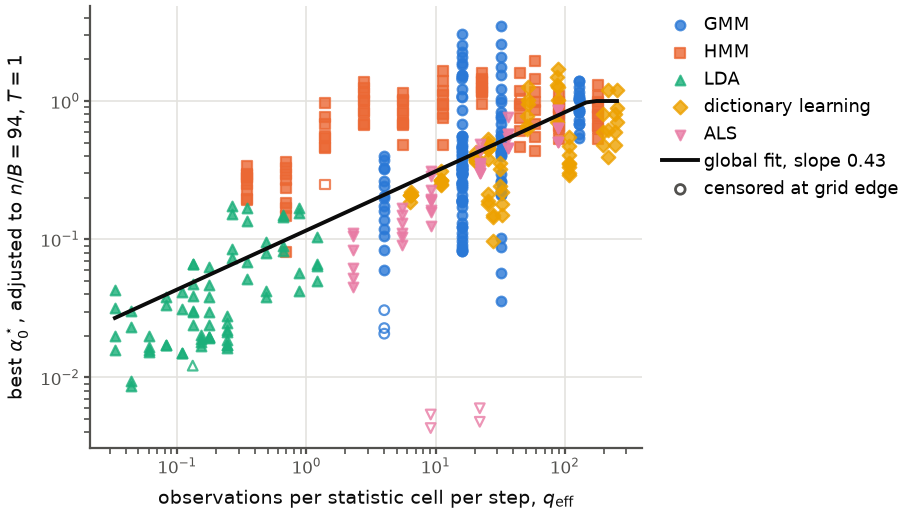 best α₀*, adjusted to n/B = 94, T = 1
10⁰
10⁻¹
10⁻²
10⁻¹
10⁰
10¹
10²
observations per statistic cell per step, q_eff
GMM
HMM
LDA
dictionary learning
ALS
global fit, slope 0.43
censored at grid edge